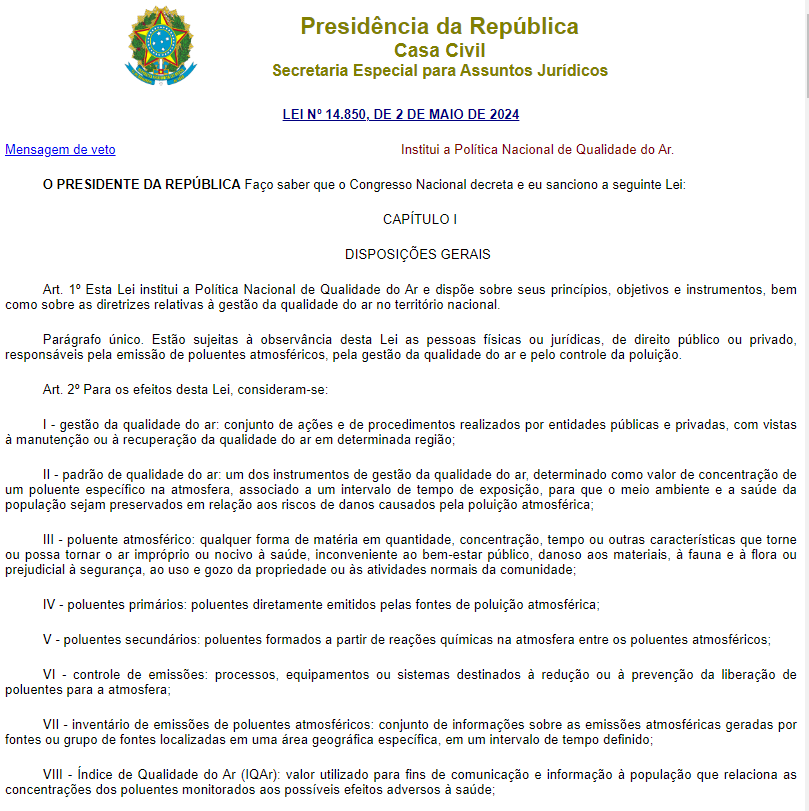 Presidência da República
Casa Civil
Secretaria Especial para Assuntos Jurídicos
LEI Nº 14.850, DE 2 DE MAIO DE 2024
Mensagem de veto
Institui a Política Nacional de Qualidade do Ar.
O PRESIDENTE DA REPÚBLICA Faço saber que o Congresso Nacional decreta e eu sanciono a seguinte Lei:
CAPÍTULO I
DISPOSIÇÕES GERAIS
Art. 1º Esta Lei institui a Política Nacional de Qualidade do Ar e dispõe sobre seus princípios, objetivos e instrumentos, bem
como sobre as diretrizes relativas à gestão da qualidade do ar no território nacional.
Parágrafo único. Estão sujeitas à observância desta Lei as pessoas físicas ou jurídicas, de direito público ou privado,
responsáveis pela emissão de poluentes atmosféricos, pela gestão da qualidade do ar e pelo controle da poluição.
Art. 2º Para os efeitos desta Lei, consideram-se:
I - gestão da qualidade do ar: conjunto de ações e de procedimentos realizados por entidades públicas e privadas, com vistas
à manutenção ou à recuperação da qualidade do ar em determinada região;
II - padrão de qualidade do ar: um dos instrumentos de gestão da qualidade do ar, determinado como valor de concentração de
um poluente específico na atmosfera, associado a um intervalo de tempo de exposição, para que o meio ambiente e a saúde da
população sejam preservados em relação aos riscos de danos causados pela poluição atmosférica;
III - poluente atmosférico: qualquer forma de matéria em quantidade, concentração, tempo ou outras características que torne
ou possa tornar o ar impróprio ou nocivo à saúde, inconveniente ao bem-estar público, danoso aos materiais, à fauna e à flora ou
prejudicial à segurança, ao uso e gozo da propriedade ou às atividades normais da comunidade;
IV - poluentes primários: poluentes diretamente emitidos pelas fontes de poluição atmosférica;
V - poluentes secundários: poluentes formados a partir de reações químicas na atmosfera entre os poluentes atmosféricos;
VI - controle de emissões: processos, equipamentos ou sistemas destinados à redução ou à prevenção da liberação de
poluentes para a atmosfera;
VII - inventário de emissões de poluentes atmosféricos: conjunto de informações sobre as emissões atmosféricas geradas por
fontes ou grupo de fontes localizadas em uma área geográfica específica, em um intervalo de tempo definido;
VIII - Índice de Qualidade do Ar (IQAr): valor utilizado para fins de comunicação e informação à população que relaciona as
concentrações dos poluentes monitorados aos possíveis efeitos adversos à saúde;